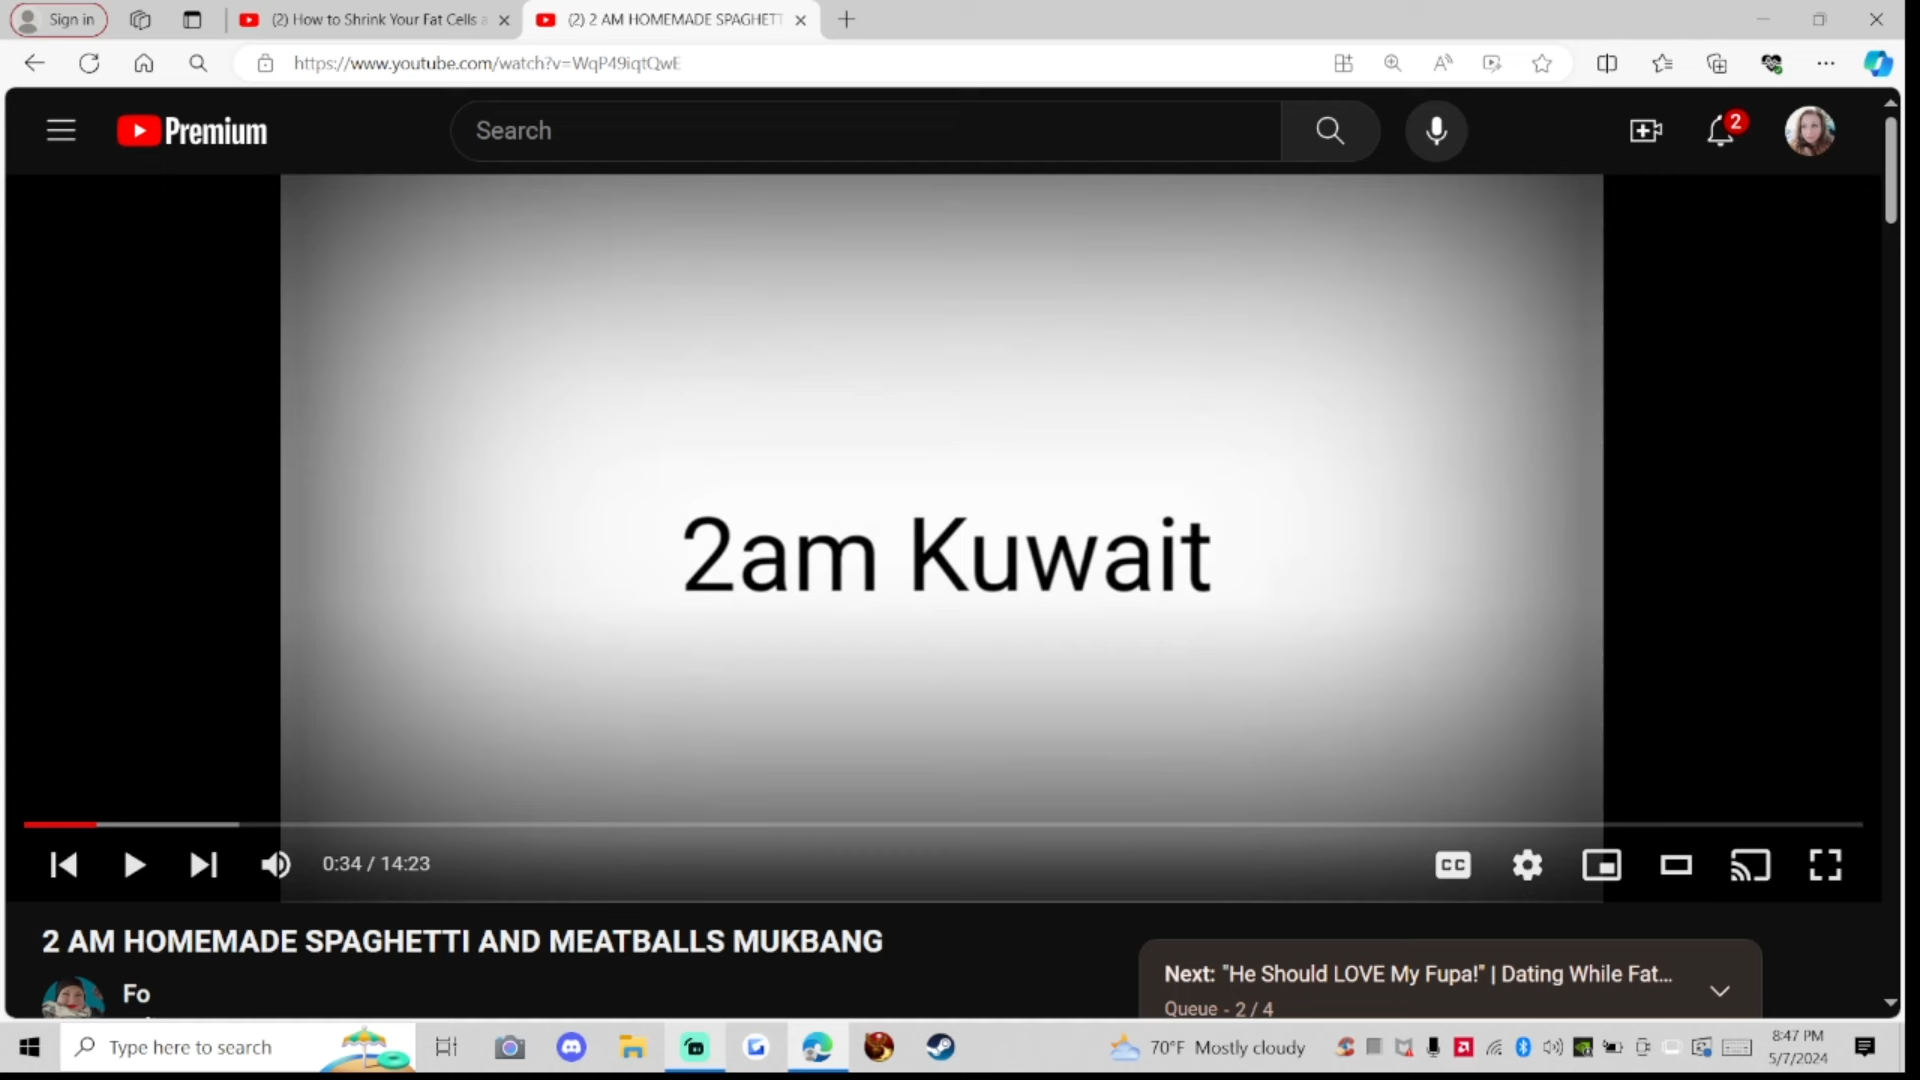 Sign in
(2) How to Shrink Your Fat Cells a
(2) 2 AM HOMEMADE SPAGHETT
https://www.youtube.com/watch?v=WqP49iqtQwE
Premium
Search
2
2am Kuwait
0:34 / 14:23
CC
2 AM HOMEMADE SPAGHETTI AND MEATBALLS MUKBANG
Fo
Next: "He Should LOVE My Fupa!" | Dating While Fat...
Queue - 2 / 4
Type here to search
70°F Mostly cloudy
8:47 PM
5/7/2024